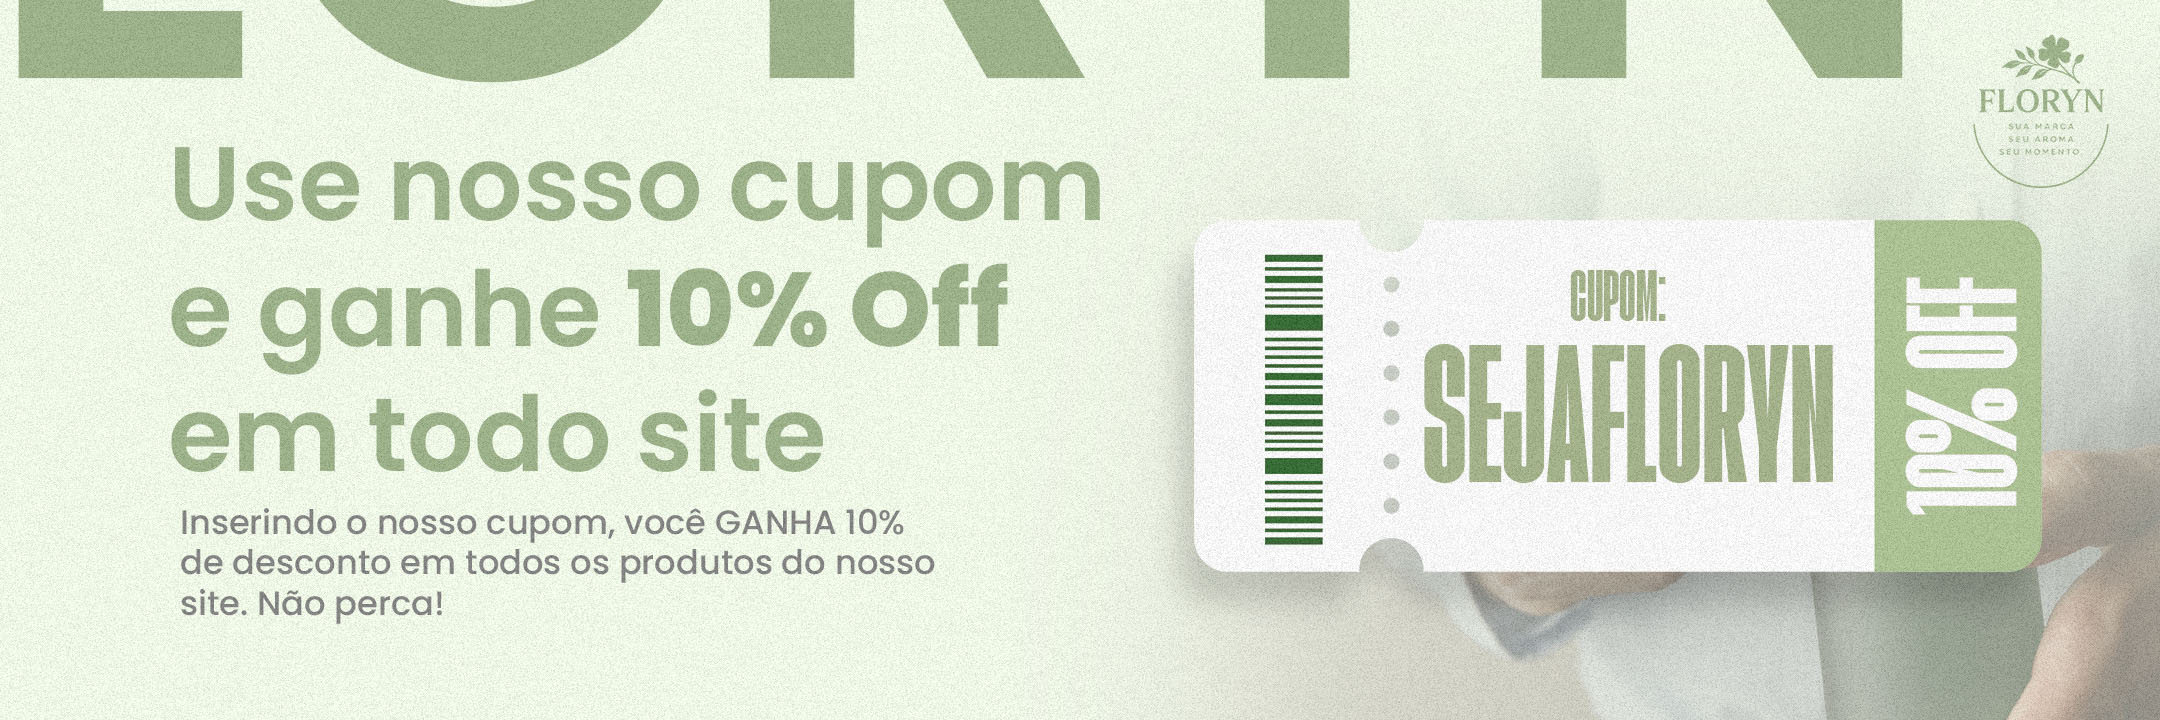 FLORYN
SUA MARCA
SEU AROMA
SEU MOMENTO.
Use nosso cupom
e ganhe 10% Off
em todo site
Inserindo o nosso cupom, você GANHA 10%
de desconto em todos os produtos do nosso
site. Não perca!
CUPOM:
SEJAFLORYN
10% OFF